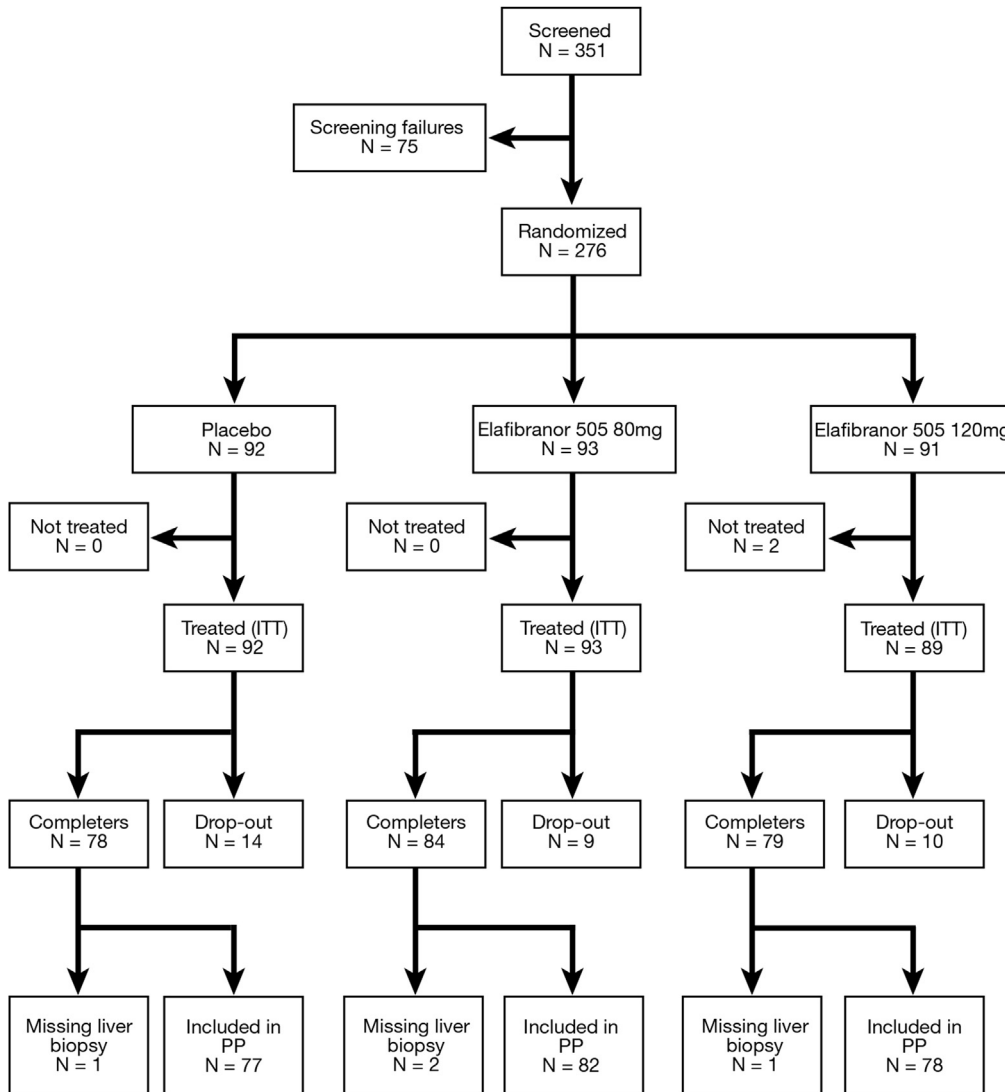 Screened
N = 351
Screening failures
N = 75
Randomized
N = 276
Placebo
N = 92
Elafibranor 505 80mg
N = 93
Elafibranor 505 120mg
N = 91
Not treated
N = 0
Not treated
N = 0
Not treated
N = 2
Treated (ITT)
N = 92
Treated (ITT)
N = 93
Treated (ITT)
N = 89
Completers
N = 78
Drop-out
N = 14
Completers
N = 84
Drop-out
N = 9
Completers
N = 79
Drop-out
N = 10
Missing liver
biopsy
N = 1
Included in
PP
N = 77
Missing liver
biopsy
N = 2
Included in
PP
N = 82
Missing liver
biopsy
N = 1
Included in
PP
N = 78